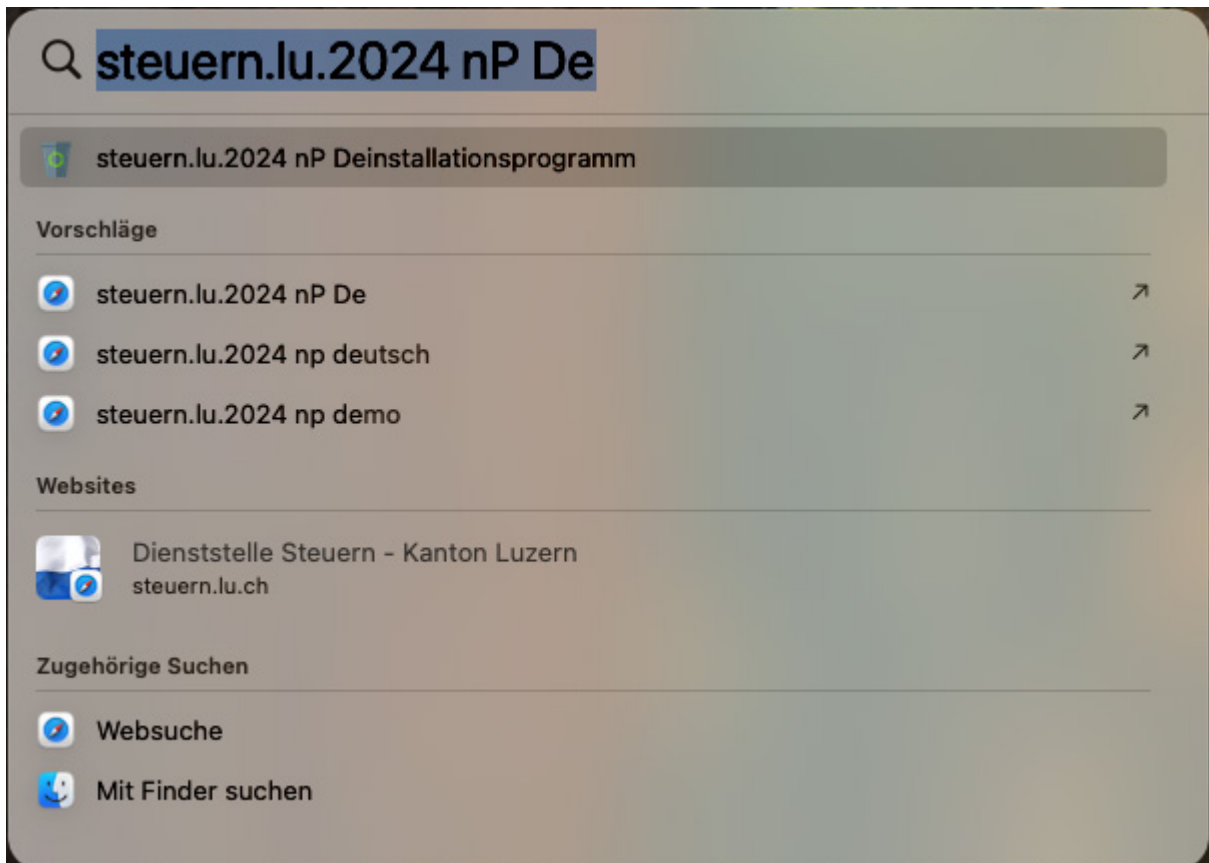 steuern.lu.2024 nP De
steuern.lu.2024 nP Deinstallationsprogramm
Vorschläge
steuern.lu.2024 nP De
steuern.lu.2024 np deutsch
steuern.lu.2024 np demo
Websites
Dienststelle Steuern - Kanton Luzern
steuern.lu.ch
Zugehörige Suchen
Websuche
Mit Finder suchen